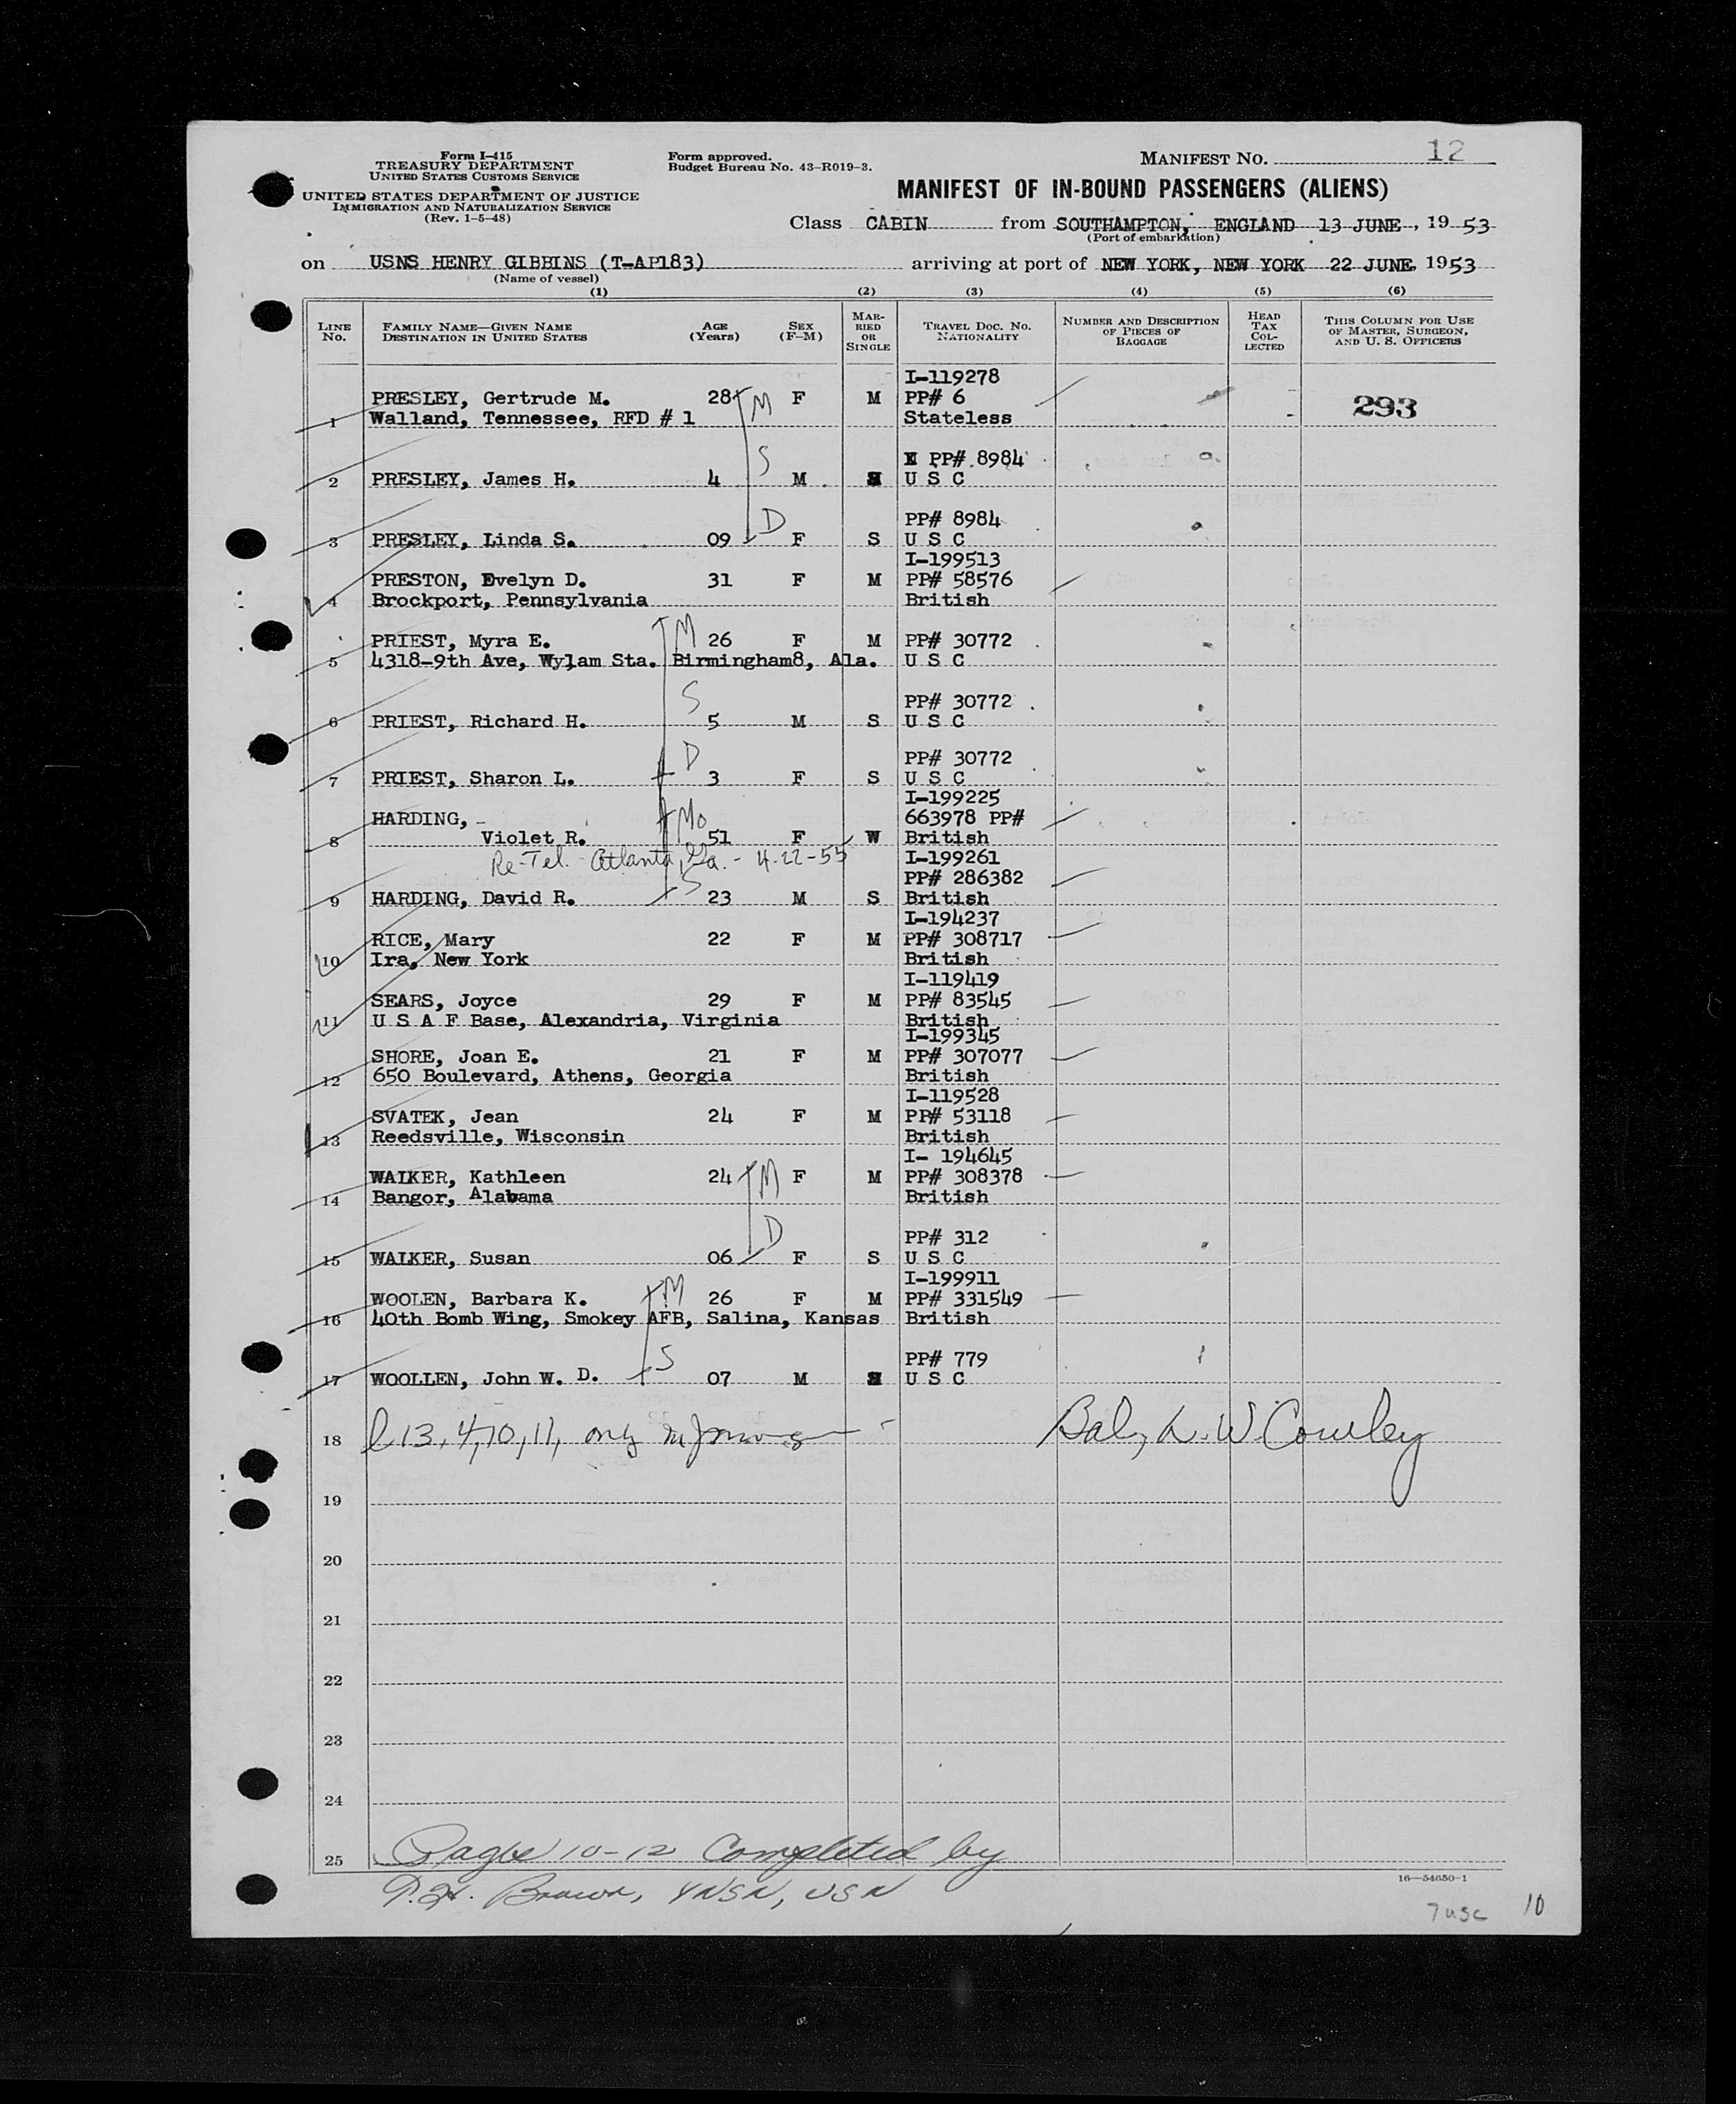 Form I-415
TREASURY DEPARTMENT
UNITED STATES CUSTOMS SERVICE
UNITED STATES DEPARTMENT OF JUSTICE
IMMIGRATION AND NATURALIZATION SERVICE
(Rev. 1-5-48)
Form approved.
Budget Bureau No. 43-R019-3.
MANIFEST NO. 12
MANIFEST OF IN-BOUND PASSENGERS (ALIENS)
Class CABIN from SOUTHAMPTON, ENGLAND 13 JUNE, 19 53
(Port of embarkation)
on USNS HENRY GIBBINS (T-AP183) arriving at port of NEW YORK, NEW YORK 22 JUNE, 1953
(Name of vessel)
(1) (2) (3) (4) (5) (6)
LINE NO.
FAMILY NAME—GIVEN NAME
DESTINATION IN UNITED STATES
AGE (Years)
SEX (F-M)
MARRIED OR SINGLE
TRAVEL DOC. NO.
NATIONALITY
NUMBER AND DESCRIPTION OF PIECES OF BAGGAGE
HEAD TAX COLLECTED
THIS COLUMN FOR USE OF MASTER, SURGEON, AND U. S. OFFICERS
I-119278
PRESLEY, Gertrude M. 28 M F M PP# 6 293
1 Walland, Tennessee, RFD # 1 Stateless
S PP# 8984
2 PRESLEY, James H. 4 M U S C
D PP# 8984
3 PRESLEY, Linda S. 09 F S U S C
I-199513
PRESTON, Evelyn D. 31 F M PP# 58576
4 Brockport, Pennsylvania British
PRIEST, Myra E. M 26 F M PP# 30772
5 4318-9th Ave, Wylam Sta. Birmingham8, Ala. U S C
S PP# 30772
6 PRIEST, Richard H. 5 M S U S C
D PP# 30772
7 PRIEST, Sharon L. 3 F S U S C
I-199225
HARDING, - Mo 663978 PP#
8 Violet R. 51 F W British
Re-Tel. Atlanta, Ga. - 4-22-55 I-199261
S PP# 286382
9 HARDING, David R. 23 M S British
I-194237
RICE, Mary 22 F M PP# 308717
10 Ira, New York British
I-119419
SEARS, Joyce 29 F M PP# 83545
11 U S A F Base, Alexandria, Virginia British
I-199345
SHORE, Joan E. 21 F M PP# 307077
12 650 Boulevard, Athens, Georgia British
I-119528
SVATEK, Jean 24 F M PP# 53118
13 Reedsville, Wisconsin British
I- 194645
WALKER, Kathleen 24 M F M PP# 308378
14 Bangor, Alabama British
D PP# 312
15 WALKER, Susan 06 F S U S C
I-199911
WOOLEN, Barbara K. M 26 F M PP# 331549
16 40th Bomb Wing, Smokey AFB, Salina, Kansas British
S PP# 779
17 WOOLLEN, John W. D. 07 M U S C
18 l 13, 4, 10, 11, only W. Cowley
19
20
21
22
23
24
25 Pages 10-12 Completed by
Brown, YNSN, USN
16—54650-1
7 usc 10